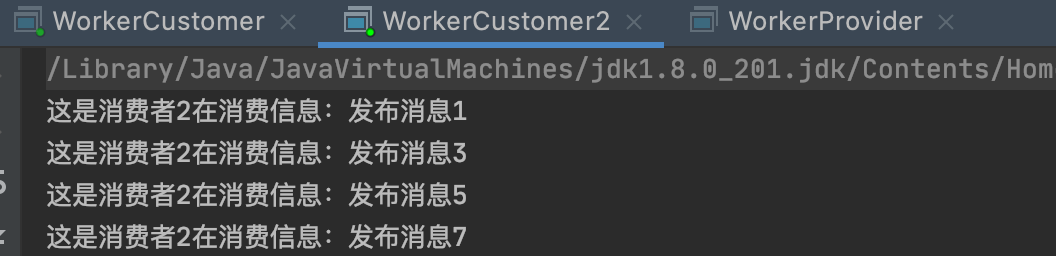 WorkerCustomer WorkerCustomer2 WorkerProvider
/Library/Java/JavaVirtualMachines/jdk1.8.0_201.jdk/Contents/Hom
这是消费者2在消费信息：发布消息1
这是消费者2在消费信息：发布消息3
这是消费者2在消费信息：发布消息5
这是消费者2在消费信息：发布消息7